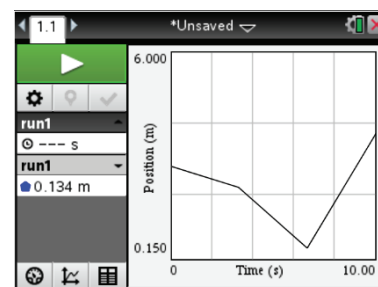 1.1
*Unsaved
run1
--- s
run1
0.134 m
6.000
Position (m)
0.150
0
Time (s)
10.00